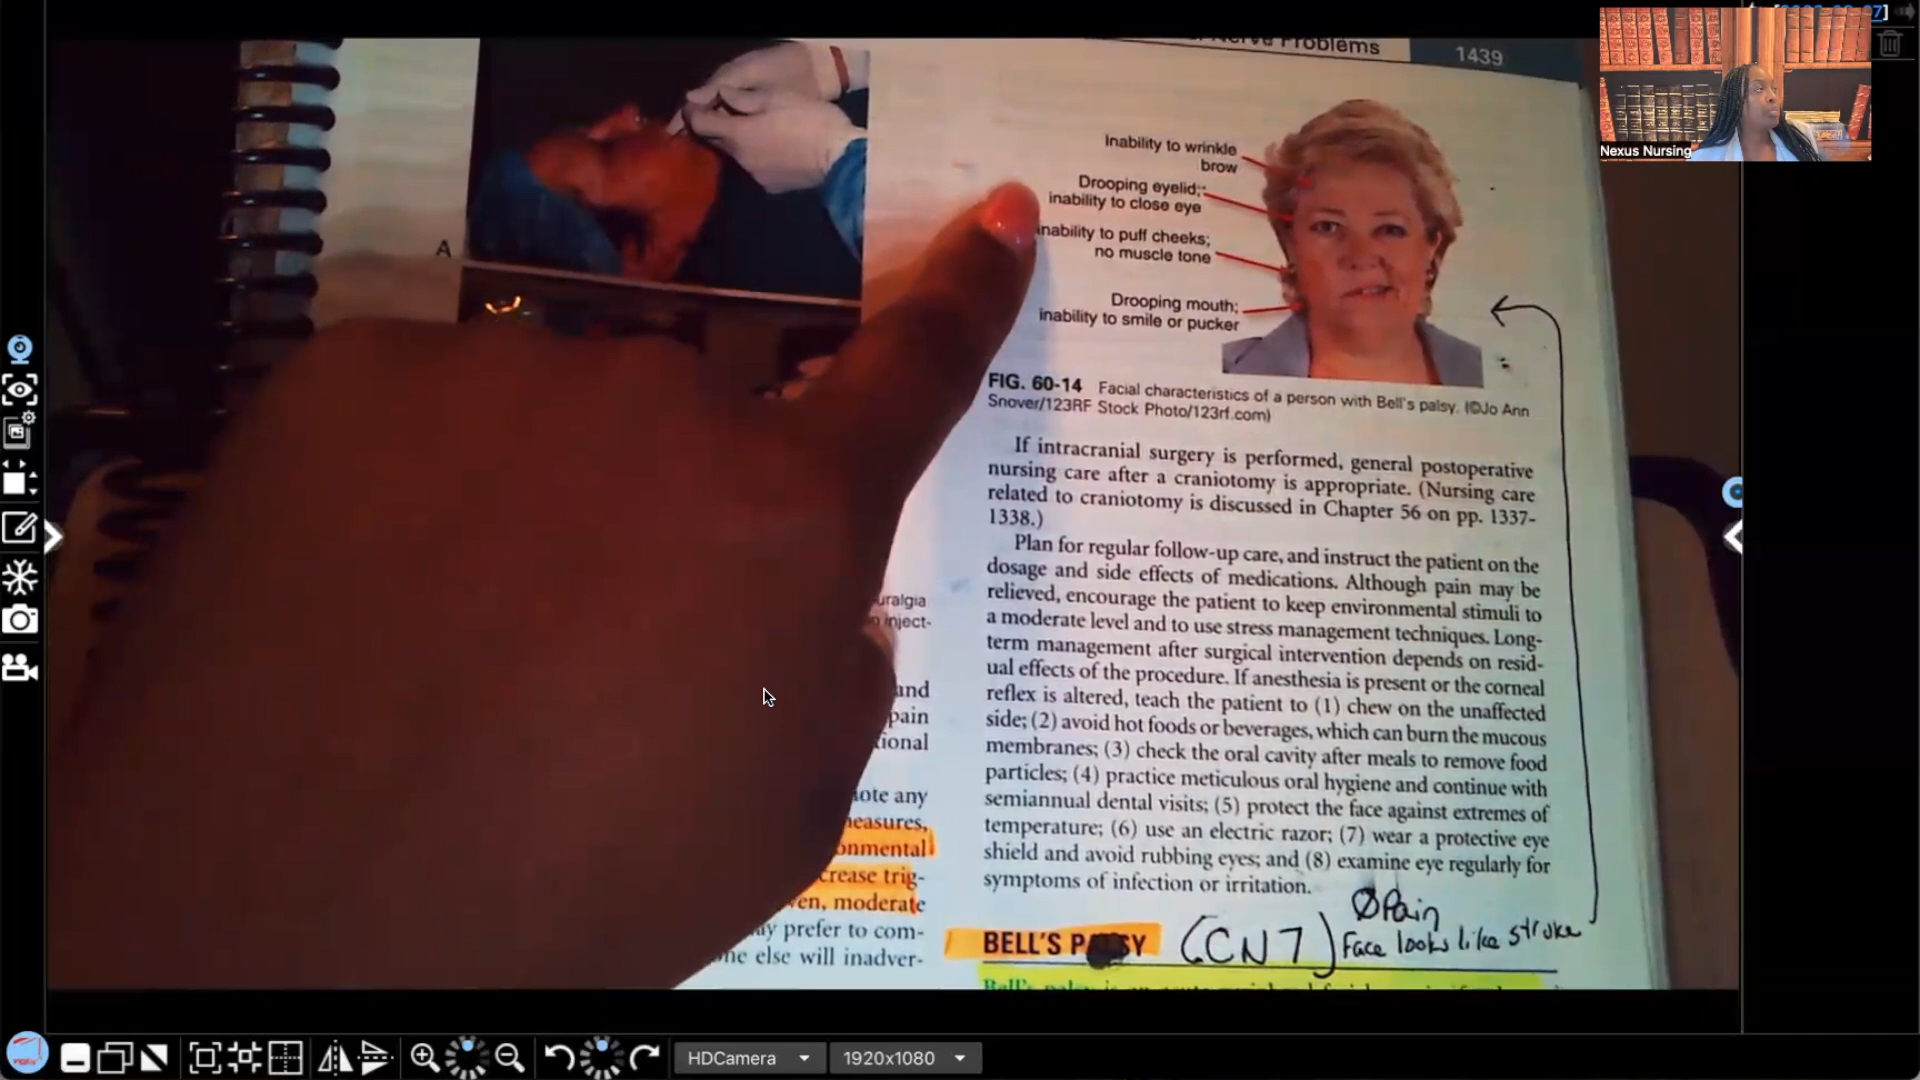 Nerve Problems
1439
Nexus Nursing
A
Inability to wrinkle
brow
Drooping eyelid;
inability to close eye
Inability to puff cheeks;
no muscle tone
Drooping mouth;
inability to smile or pucker
FIG. 60-14 Facial characteristics of a person with Bell's palsy. (©Jo Ann
Snover/123RF Stock Photo/123rf.com)
If intracranial surgery is performed, general postoperative
nursing care after a craniotomy is appropriate. (Nursing care
related to craniotomy is discussed in Chapter 56 on pp. 1337-
1338.)
Plan for regular follow-up care, and instruct the patient on the
dosage and side effects of medications. Although pain may be
relieved, encourage the patient to keep environmental stimuli to
a moderate level and to use stress management techniques. Long-
term management after surgical intervention depends on resid-
ual effects of the procedure. If anesthesia is present or the corneal
reflex is altered, teach the patient to (1) chew on the unaffected
side; (2) avoid hot foods or beverages, which can burn the mucous
membranes; (3) check the oral cavity after meals to remove food
particles; (4) practice meticulous oral hygiene and continue with
semiannual dental visits; (5) protect the face against extremes of
temperature; (6) use an electric razor; (7) wear a protective eye
shield and avoid rubbing eyes; and (8) examine eye regularly for
symptoms of infection or irritation.
BELL'S PALSY (CN7) Ø Pain
Face looks like stroke
uralgia
inject-
and
pain
tional
note any
measures,
onmental
crease trig-
ven, moderate
ay prefer to com-
one else will inadver-
HDCamera
1920x1080